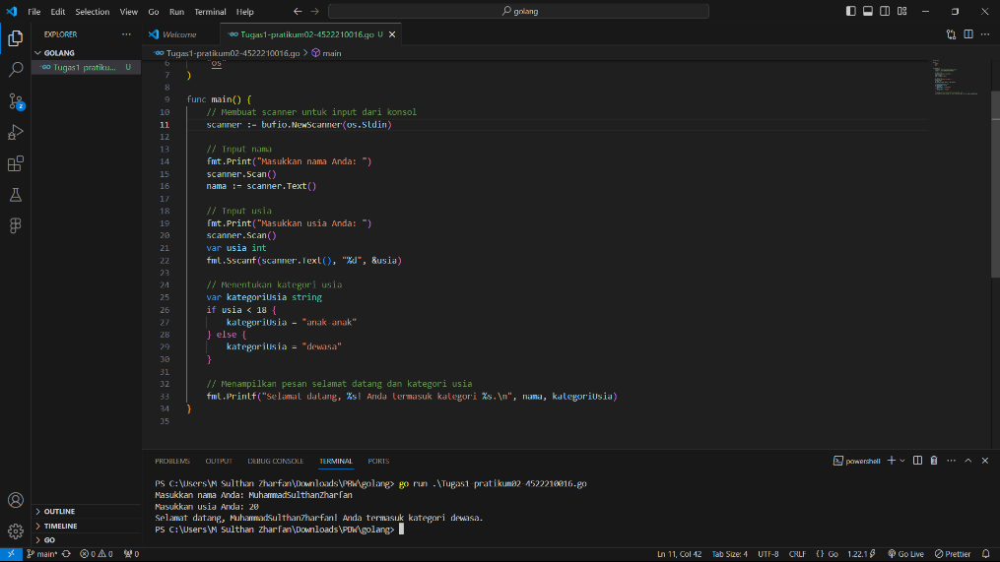 File Edit Selection View Go Run Terminal Help
golang
EXPLORER
Welcome
Tugas1-pratikum02-4522210016.go U
GOLANG
Tugas1-pratiku... U
Tugas1-pratikum02-4522210016.go > main
6 "os"
7 )
8
9 func main() {
10 // Membuat scanner untuk input dari konsol
11 scanner := bufio.NewScanner(os.Stdin)
12
13 // Input nama
14 fmt.Print("Masukkan nama Anda: ")
15 scanner.Scan()
16 nama := scanner.Text()
17
18 // Input usia
19 fmt.Print("Masukkan usia Anda: ")
20 scanner.Scan()
21 var usia int
22 fmt.Sscanf(scanner.Text(), "%d", &usia)
23
24 // Menentukan kategori usia
25 var kategoriUsia string
26 if usia < 18 {
27 kategoriUsia = "anak-anak"
28 } else {
29 kategoriUsia = "dewasa"
30 }
31
32 // Menampilkan pesan selamat datang dan kategori usia
33 fmt.Printf("Selamat datang, %s! Anda termasuk kategori %s.\n", nama, kategoriUsia)
34 }
35
PROBLEMS OUTPUT DEBUG CONSOLE TERMINAL PORTS
powershell
PS C:\Users\M Sulthan Zharfan\Downloads\PBW\golang> go run .\Tugas1-pratikum02-4522210016.go
Masukkan nama Anda: MuhammadSulthanZharfan
Masukkan usia Anda: 20
Selamat datang, MuhammadSulthanZharfan! Anda termasuk kategori dewasa.
PS C:\Users\M Sulthan Zharfan\Downloads\PBW\golang>
OUTLINE
TIMELINE
GO
main* 0 0 0 Ln 11, Col 42 Tab Size: 4 UTF-8 CRLF {} Go 1.22.1 Go Live Prettier